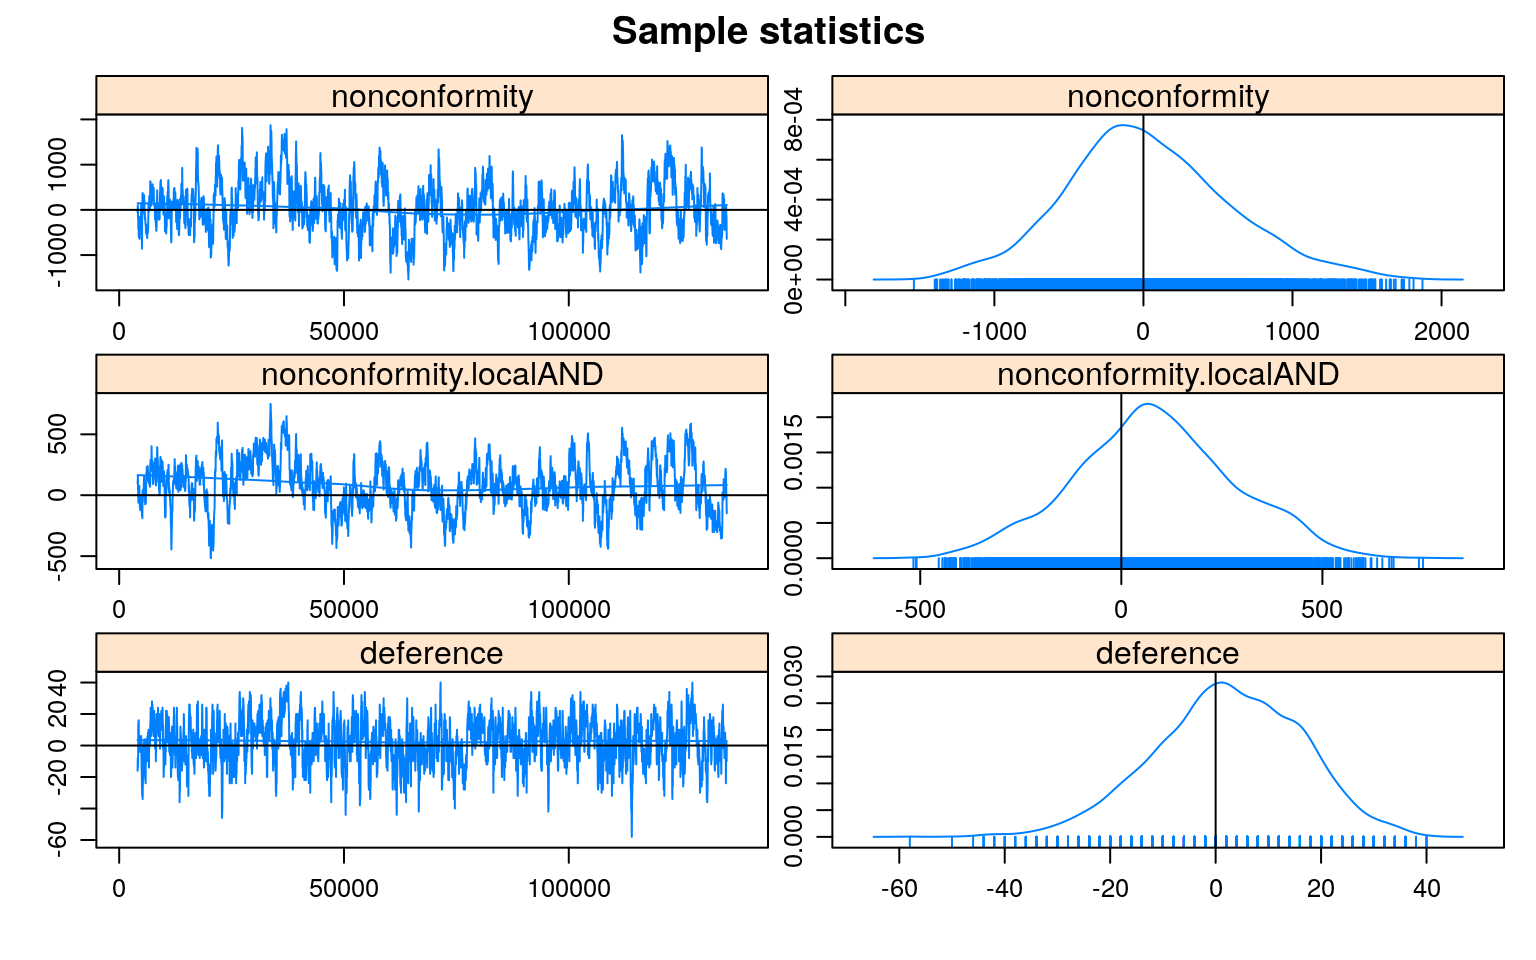 Sample statistics
nonconformity
-1000 0 1000
0 50000 100000
nonconformity
0e+00 4e-04 8e-04
-1000 0 1000 2000
nonconformity.localAND
-500 0 500
0 50000 100000
nonconformity.localAND
0.0000 0.0015
-500 0 500
deference
-60 -20 0 20 40
0 50000 100000
deference
0.000 0.015 0.030
-60 -40 -20 0 20 40